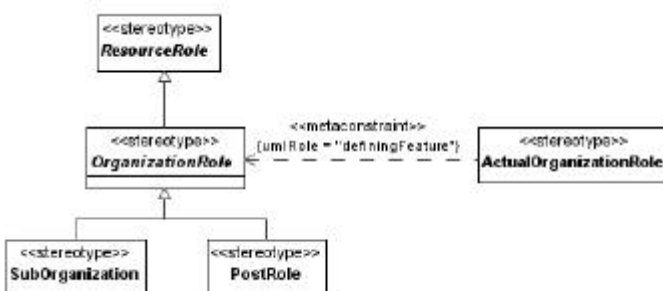 <<stereotype>>
ResourceRole
<<metaconstraint>>
{umlRole = "definingFeature"}
<<stereotype>>
OrganizationRole
<<stereotype>>
ActualOrganizationRole
<<stereotype>>
SubOrganization
<<stereotype>>
PostRole